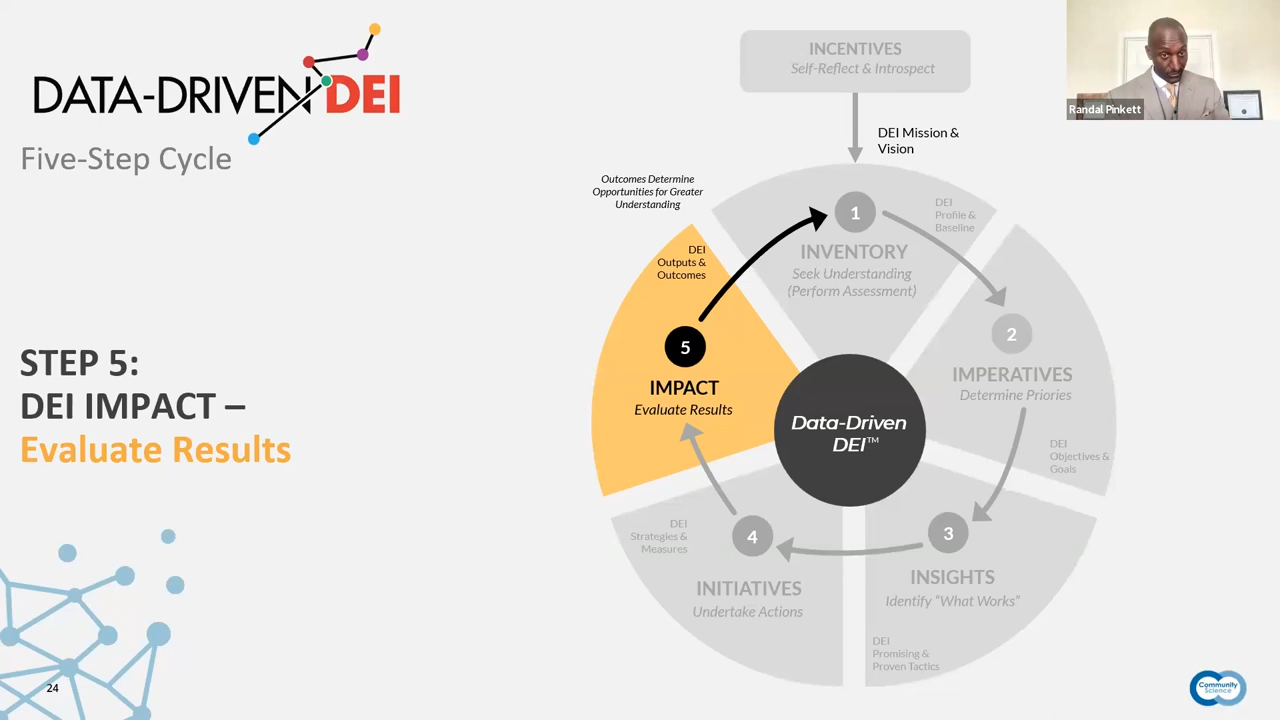 DATA-DRIVEN DEI
Five-Step Cycle
STEP 5:
DEI IMPACT –
Evaluate Results
24
INCENTIVES
Self-Reflect & Introspect
DEI Mission &
Vision
Outcomes Determine
Opportunities for Greater
Understanding
1
INVENTORY
Seek Understanding
(Perform Assessment)
DEI
Profile &
Baseline
2
IMPERATIVES
Determine Priories
DEI
Objectives &
Goals
3
INSIGHTS
Identify “What Works”
DEI
Promising &
Proven Tactics
4
INITIATIVES
Undertake Actions
DEI
Strategies &
Measures
5
IMPACT
Evaluate Results
DEI
Outputs &
Outcomes
Data-Driven
DEI™
Randal Pinkett
Community
Science